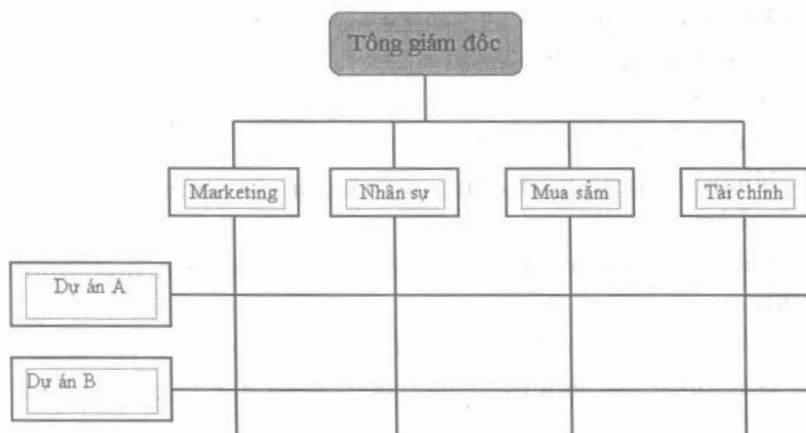 Tổng giám đốc
Marketing
Nhân sự
Mua sắm
Tài chính
Dự án A
Dự án B